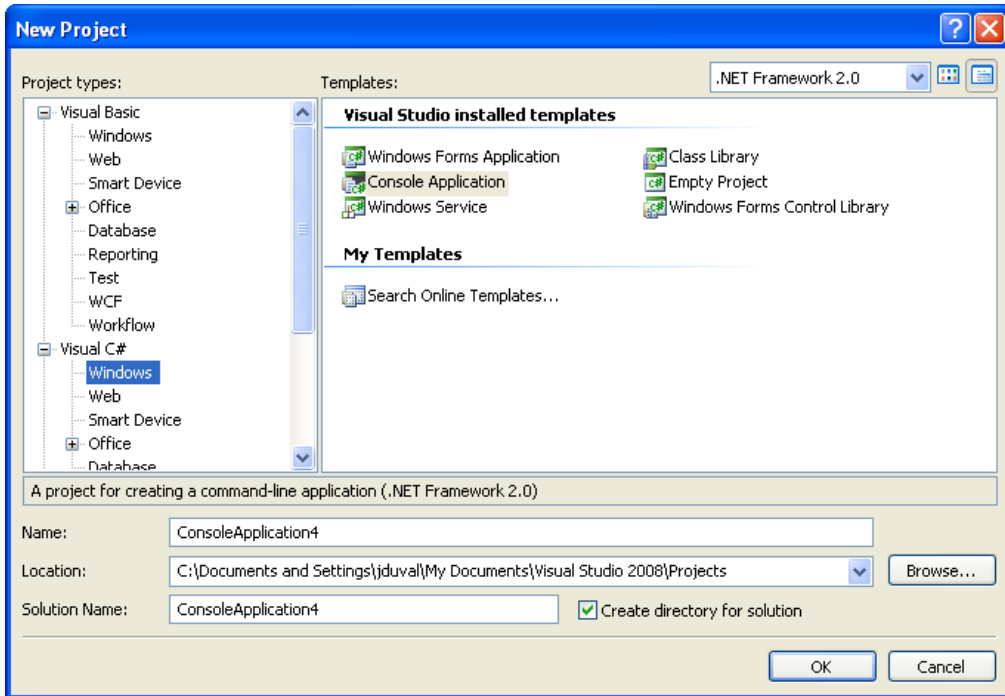 New Project
Project types:
Templates:
.NET Framework 2.0
Visual Basic
Windows
Web
Smart Device
Office
Database
Reporting
Test
WCF
Workflow
Visual C#
Windows
Web
Smart Device
Office
Database
Visual Studio installed templates
Windows Forms Application
Class Library
Console Application
Empty Project
Windows Service
Windows Forms Control Library
My Templates
Search Online Templates...
A project for creating a command-line application (.NET Framework 2.0)
Name:
ConsoleApplication4
Location:
C:\Documents and Settings\jduval\My Documents\Visual Studio 2008\Projects
Browse...
Solution Name:
ConsoleApplication4
Create directory for solution
OK
Cancel